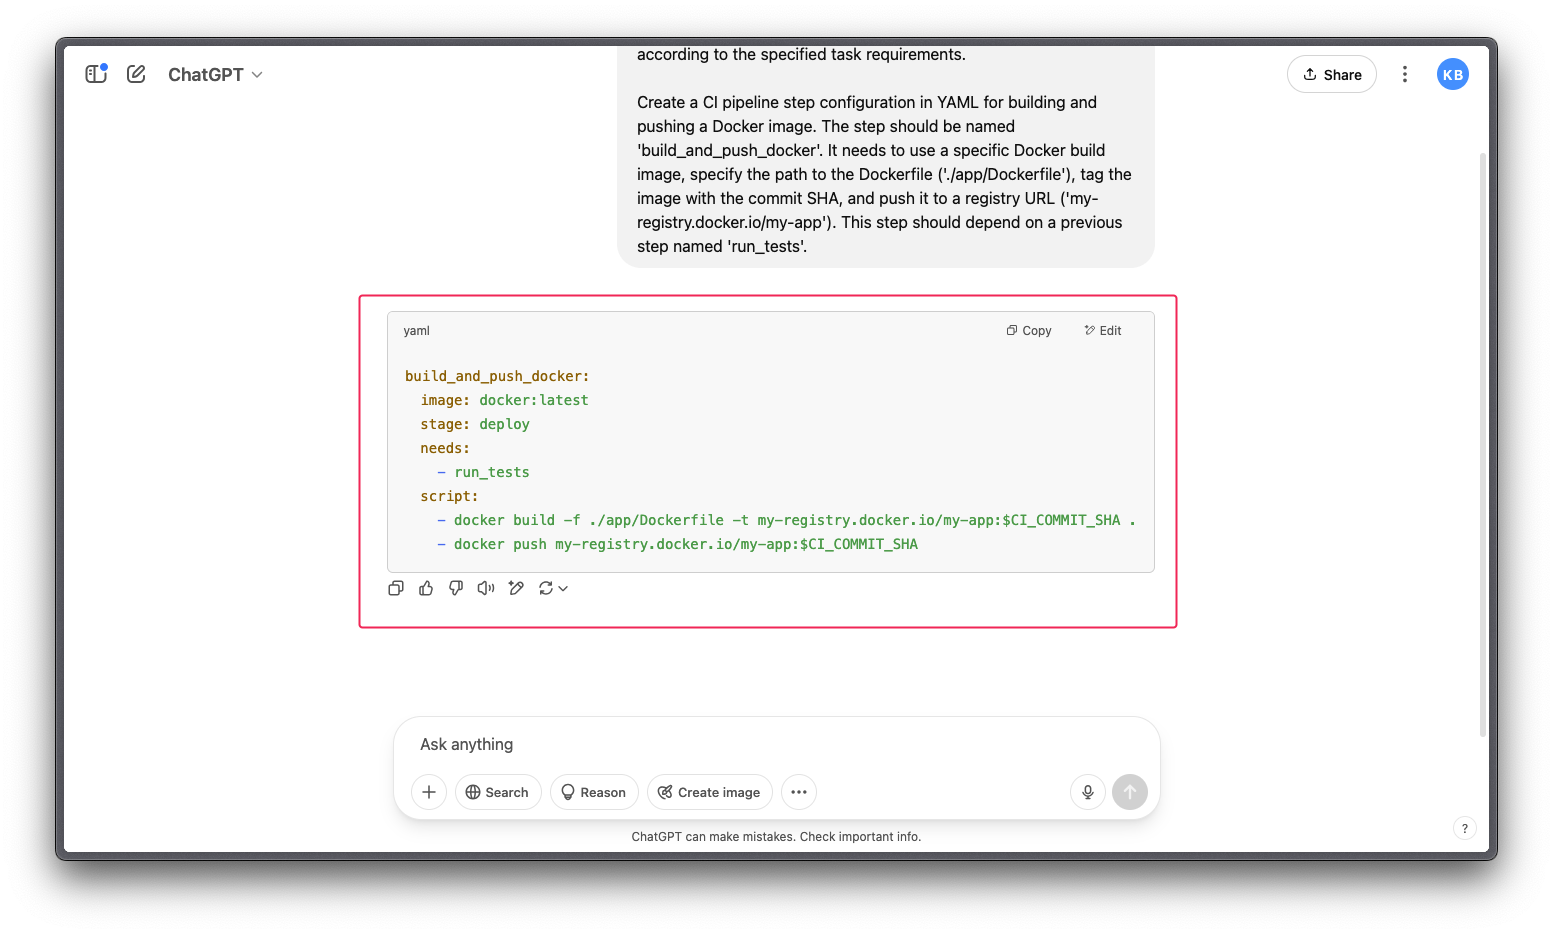 ChatGPT
Share
KB
according to the specified task requirements.
Create a CI pipeline step configuration in YAML for building and
pushing a Docker image. The step should be named
'build_and_push_docker'. It needs to use a specific Docker build
image, specify the path to the Dockerfile ('./app/Dockerfile'), tag the
image with the commit SHA, and push it to a registry URL ('my-
registry.docker.io/my-app'). This step should depend on a previous
step named 'run_tests'.
yaml
Copy
Edit
build_and_push_docker:
  image: docker:latest
  stage: deploy
  needs:
    - run_tests
  script:
    - docker build -f ./app/Dockerfile -t my-registry.docker.io/my-app:$CI_COMMIT_SHA .
    - docker push my-registry.docker.io/my-app:$CI_COMMIT_SHA
Ask anything
Search
Reason
Create image
ChatGPT can make mistakes. Check important info.
?